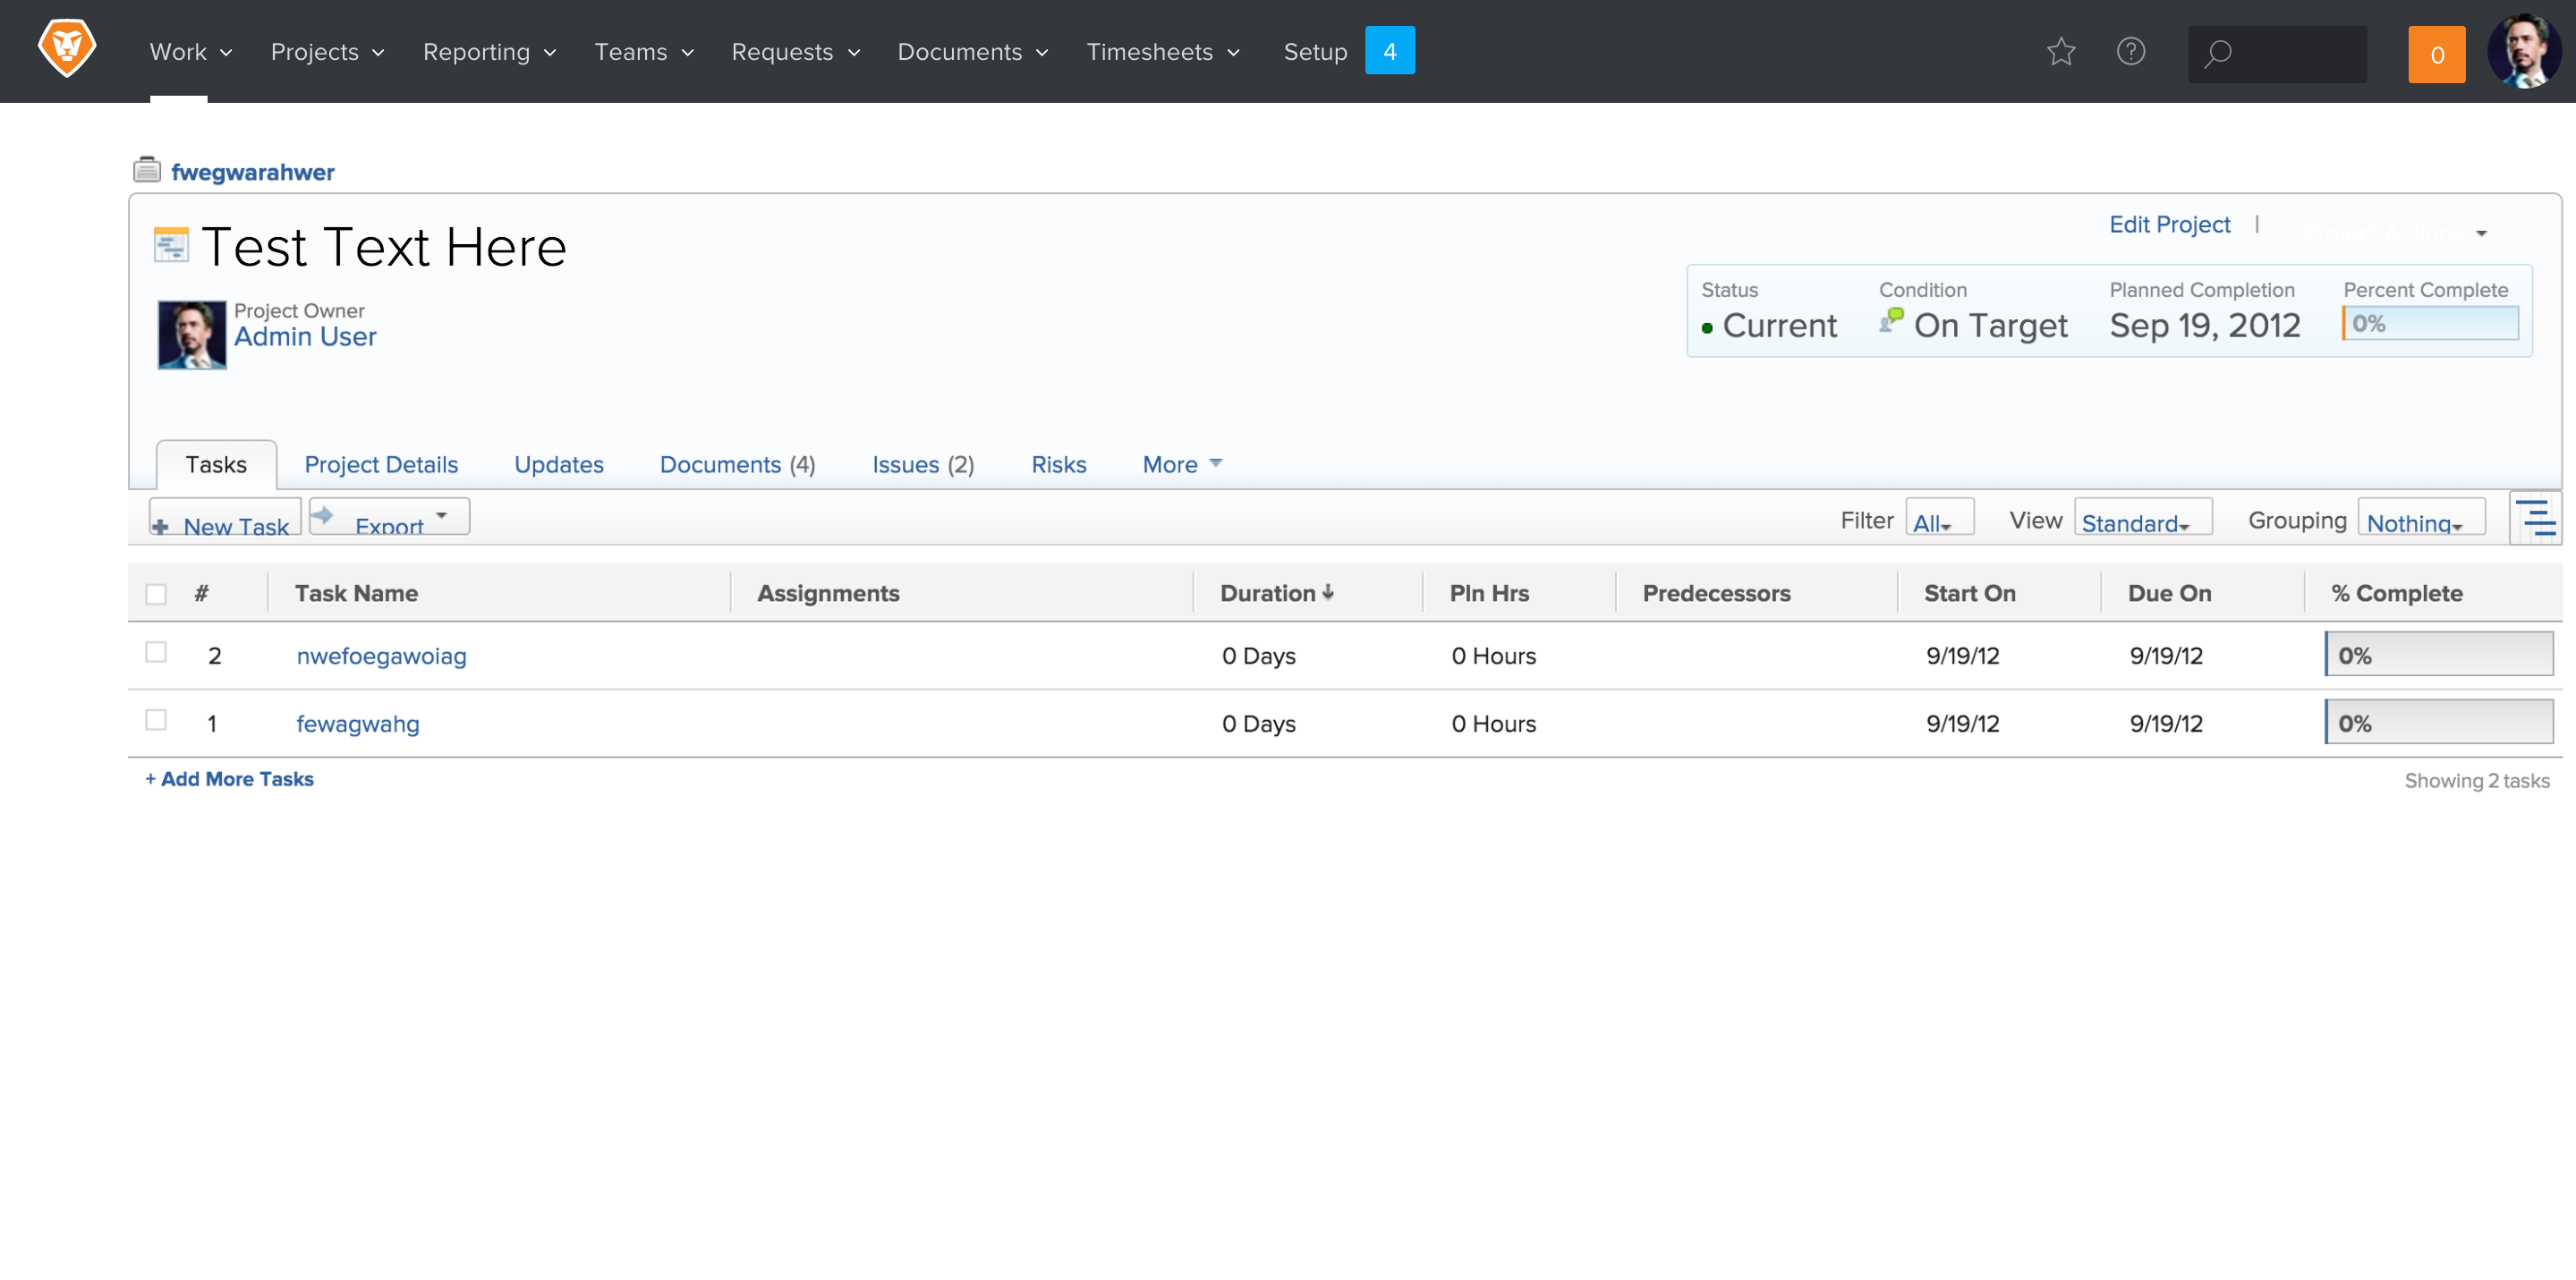 Work Projects Reporting Teams Requests Documents Timesheets Setup 4 0
fwegwarahwer
Test Text Here
Edit Project |
Project Owner
Admin User
Status Condition Planned Completion Percent Complete
Current On Target Sep 19, 2012 0%
Tasks Project Details Updates Documents (4) Issues (2) Risks More
New Task Export Filter All View Standard Grouping Nothing
# Task Name Assignments Duration Pln Hrs Predecessors Start On Due On % Complete
2 nwefoegawoiag 0 Days 0 Hours 9/19/12 9/19/12 0%
1 fewagwahg 0 Days 0 Hours 9/19/12 9/19/12 0%
+ Add More Tasks Showing 2 tasks